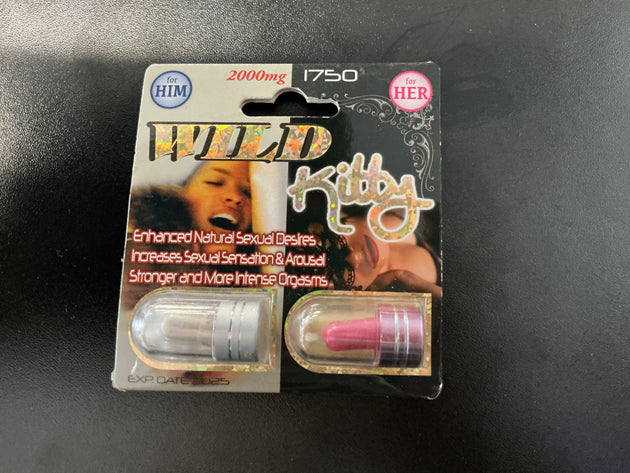 for
HIM
2000mg 1750
for
HER
WILD
Kitty
Enhanced Natural Sexual Desires
Increases Sexual Sensation & Arousal
Stronger and More Intense Orgasms
EXP. DATE 2025